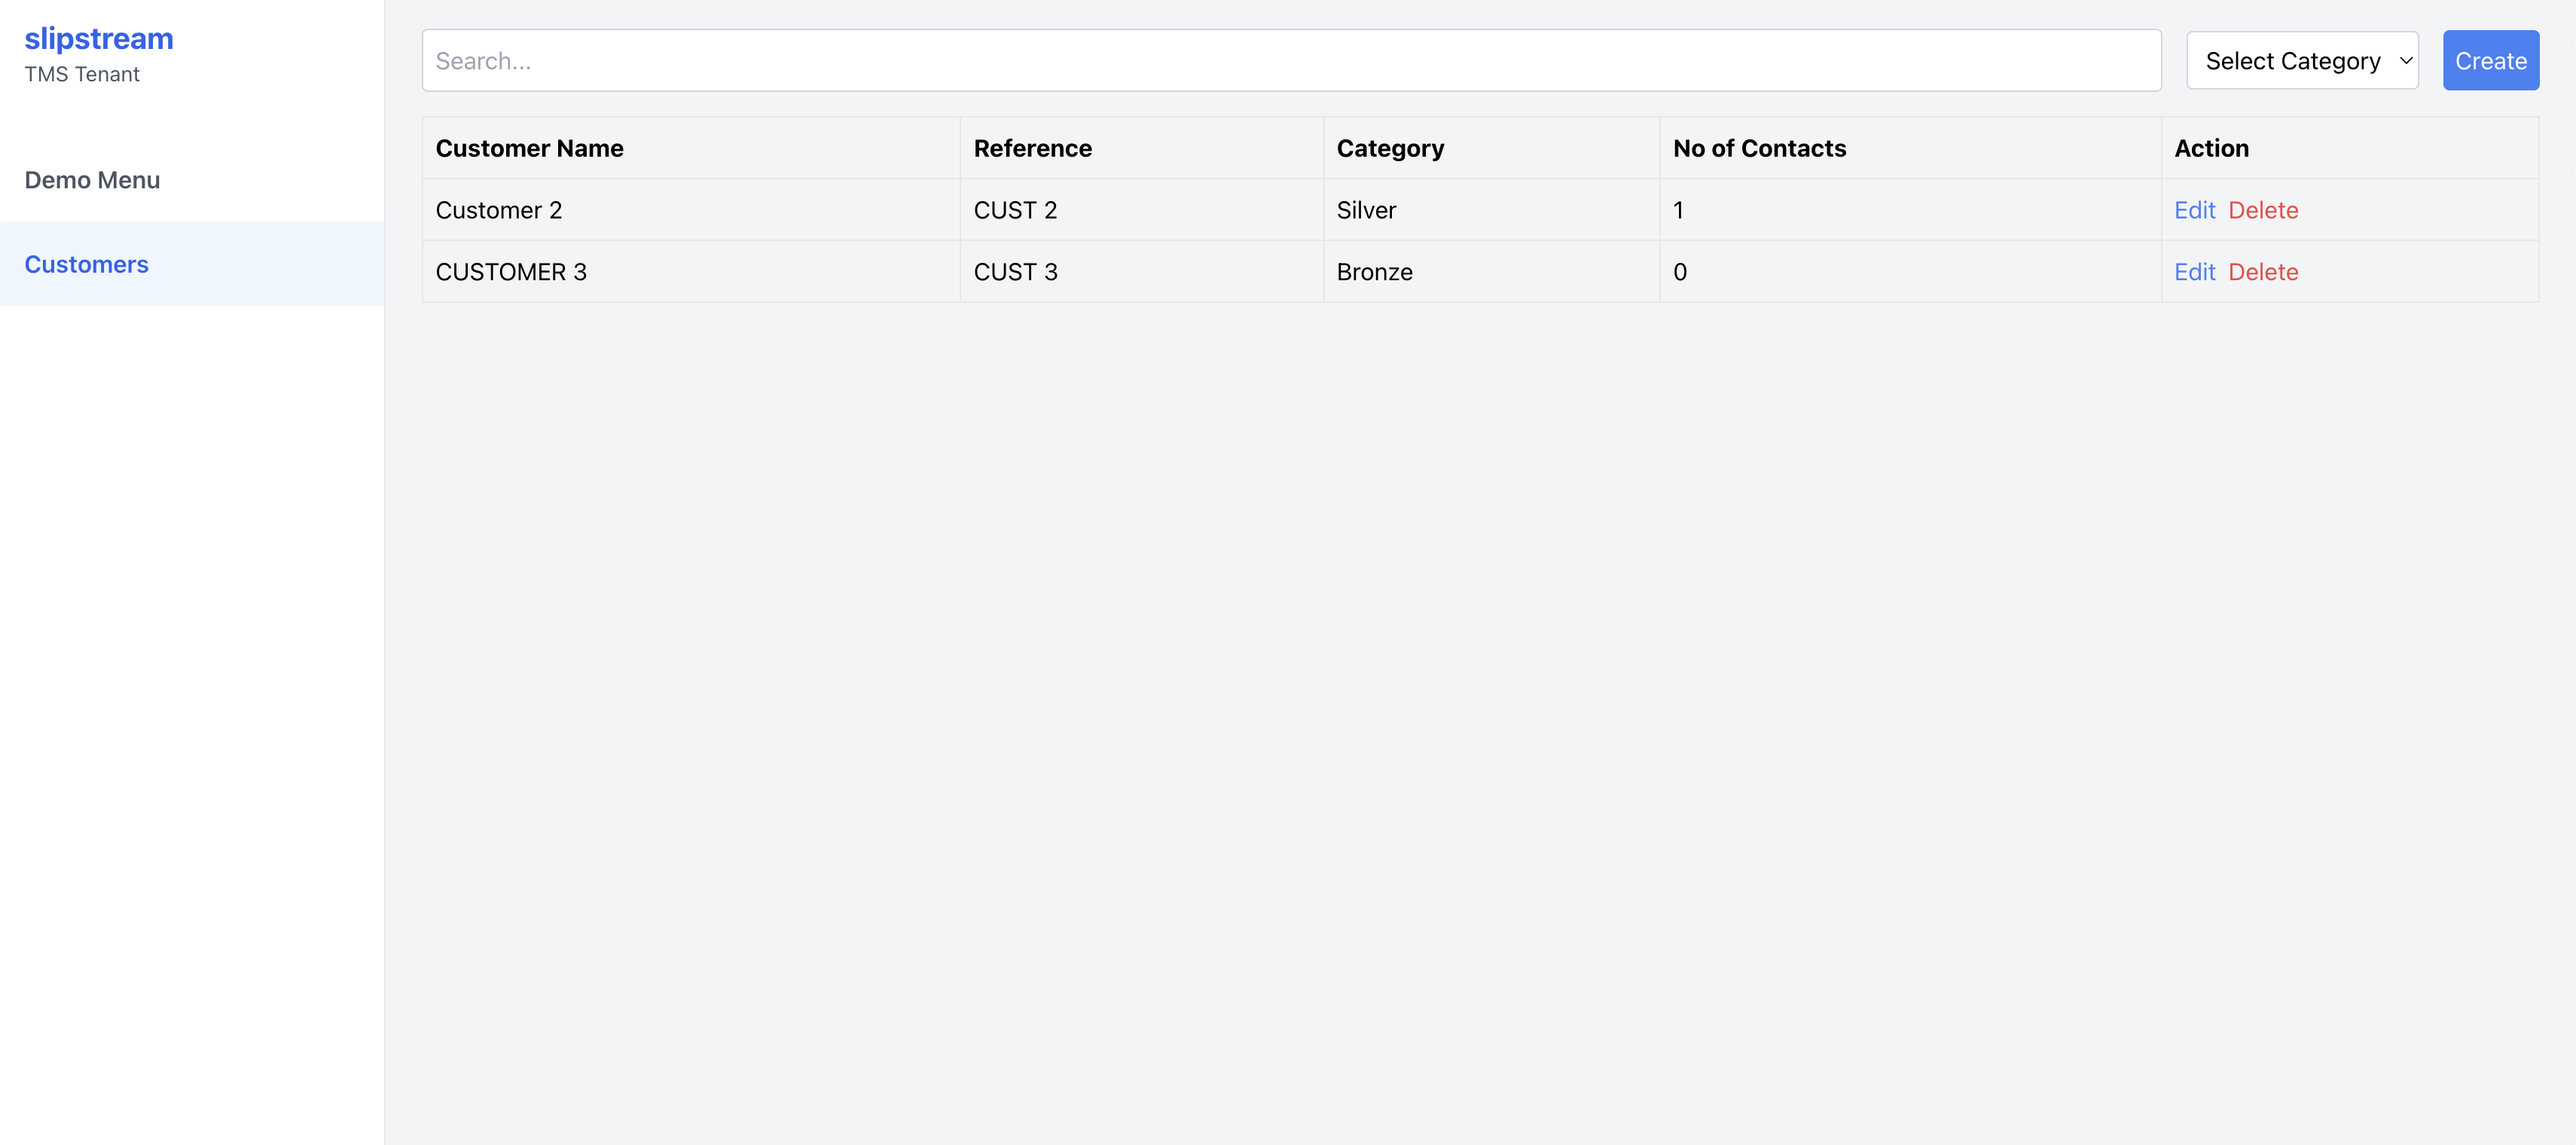 slipstream
TMS Tenant
Demo Menu
Customers
Search...
Select Category
Create
Customer Name Reference Category No of Contacts Action
Customer 2 CUST 2 Silver 1 Edit Delete
CUSTOMER 3 CUST 3 Bronze 0 Edit Delete